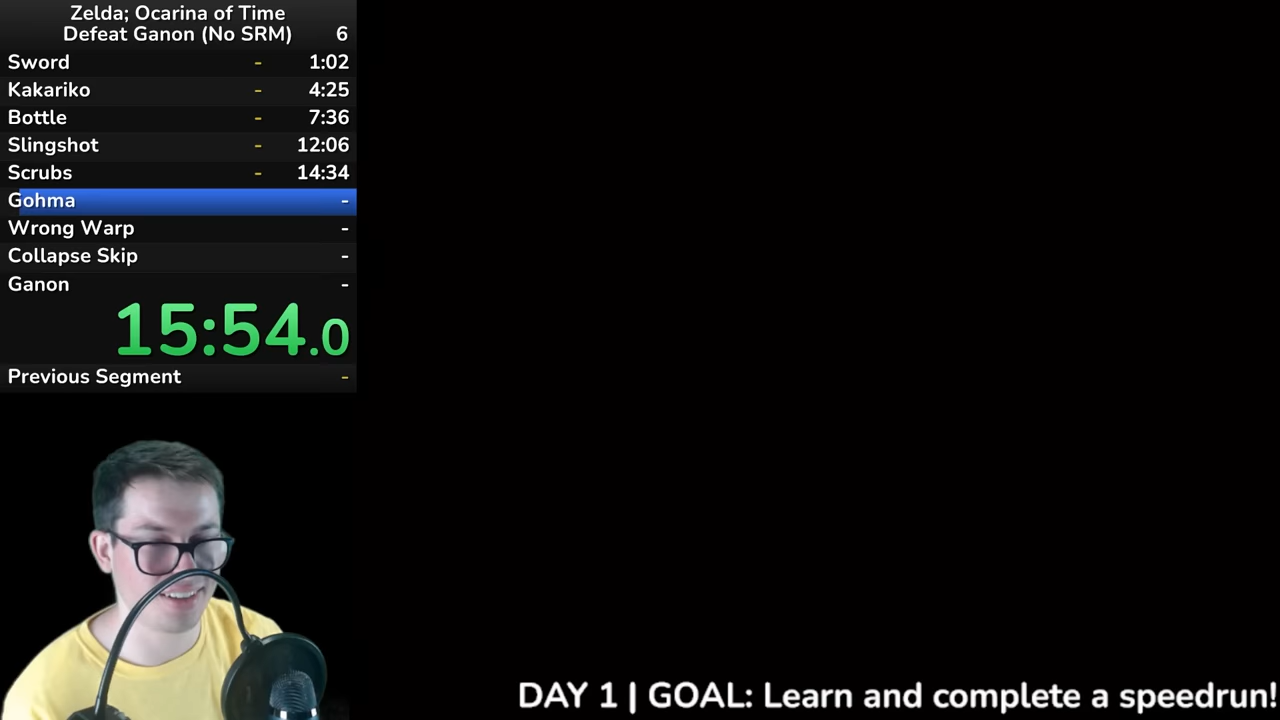 Zelda; Ocarina of Time
Defeat Ganon (No SRM) 6
Sword - 1:02
Kakariko - 4:25
Bottle - 7:36
Slingshot - 12:06
Scrubs - 14:34
Gohma -
Wrong Warp -
Collapse Skip -
Ganon -
15:54.0
Previous Segment -
DAY 1 | GOAL: Learn and complete a speedrun!